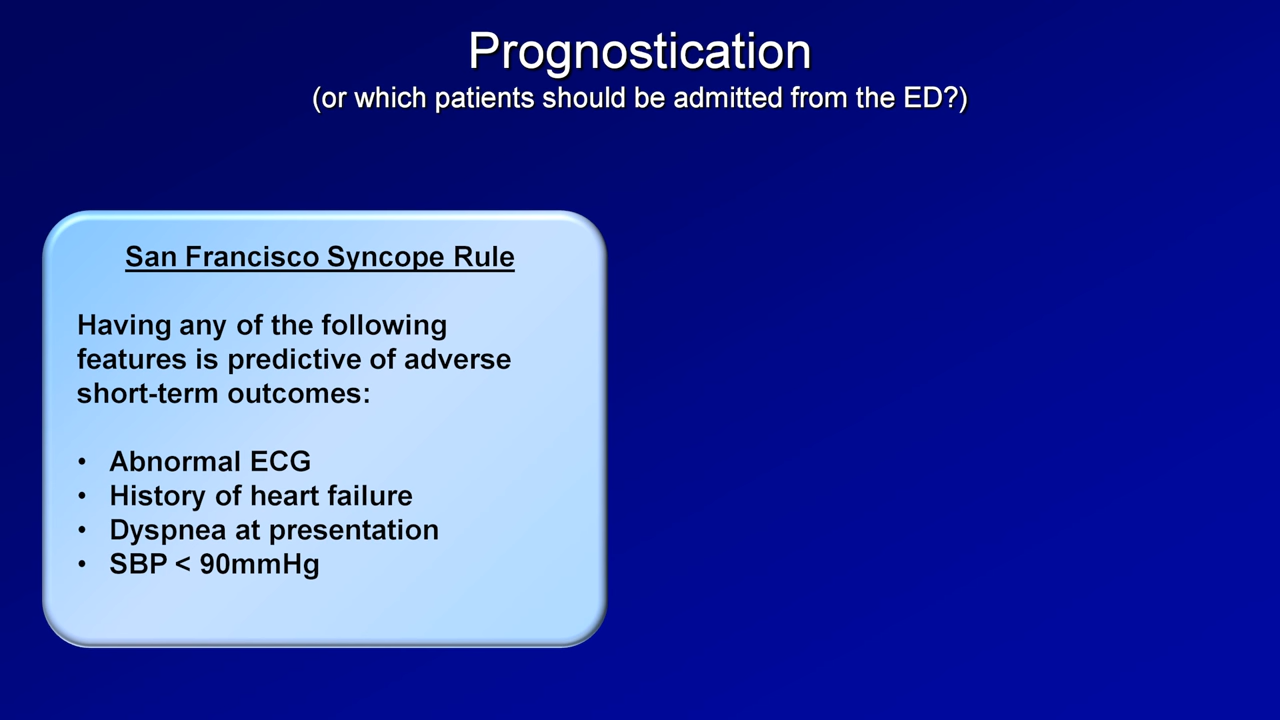 Prognostication
(or which patients should be admitted from the ED?)
San Francisco Syncope Rule
Having any of the following
features is predictive of adverse
short-term outcomes:
• Abnormal ECG
• History of heart failure
• Dyspnea at presentation
• SBP < 90mmHg